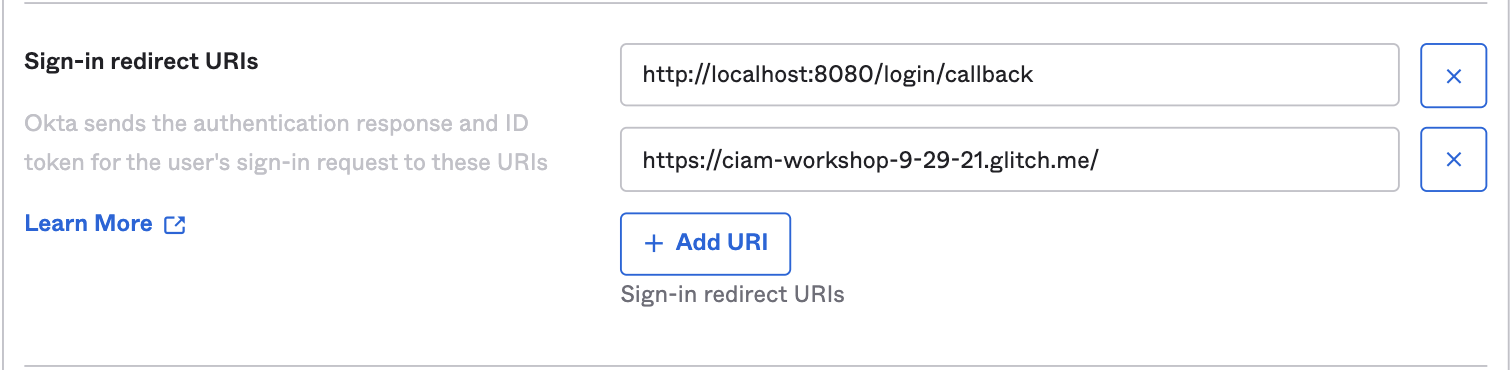 Sign-in redirect URIs
Okta sends the authentication response and ID
token for the user's sign-in request to these URIs
Learn More
http://localhost:8080/login/callback
https://ciam-workshop-9-29-21.glitch.me/
+ Add URI
Sign-in redirect URIs